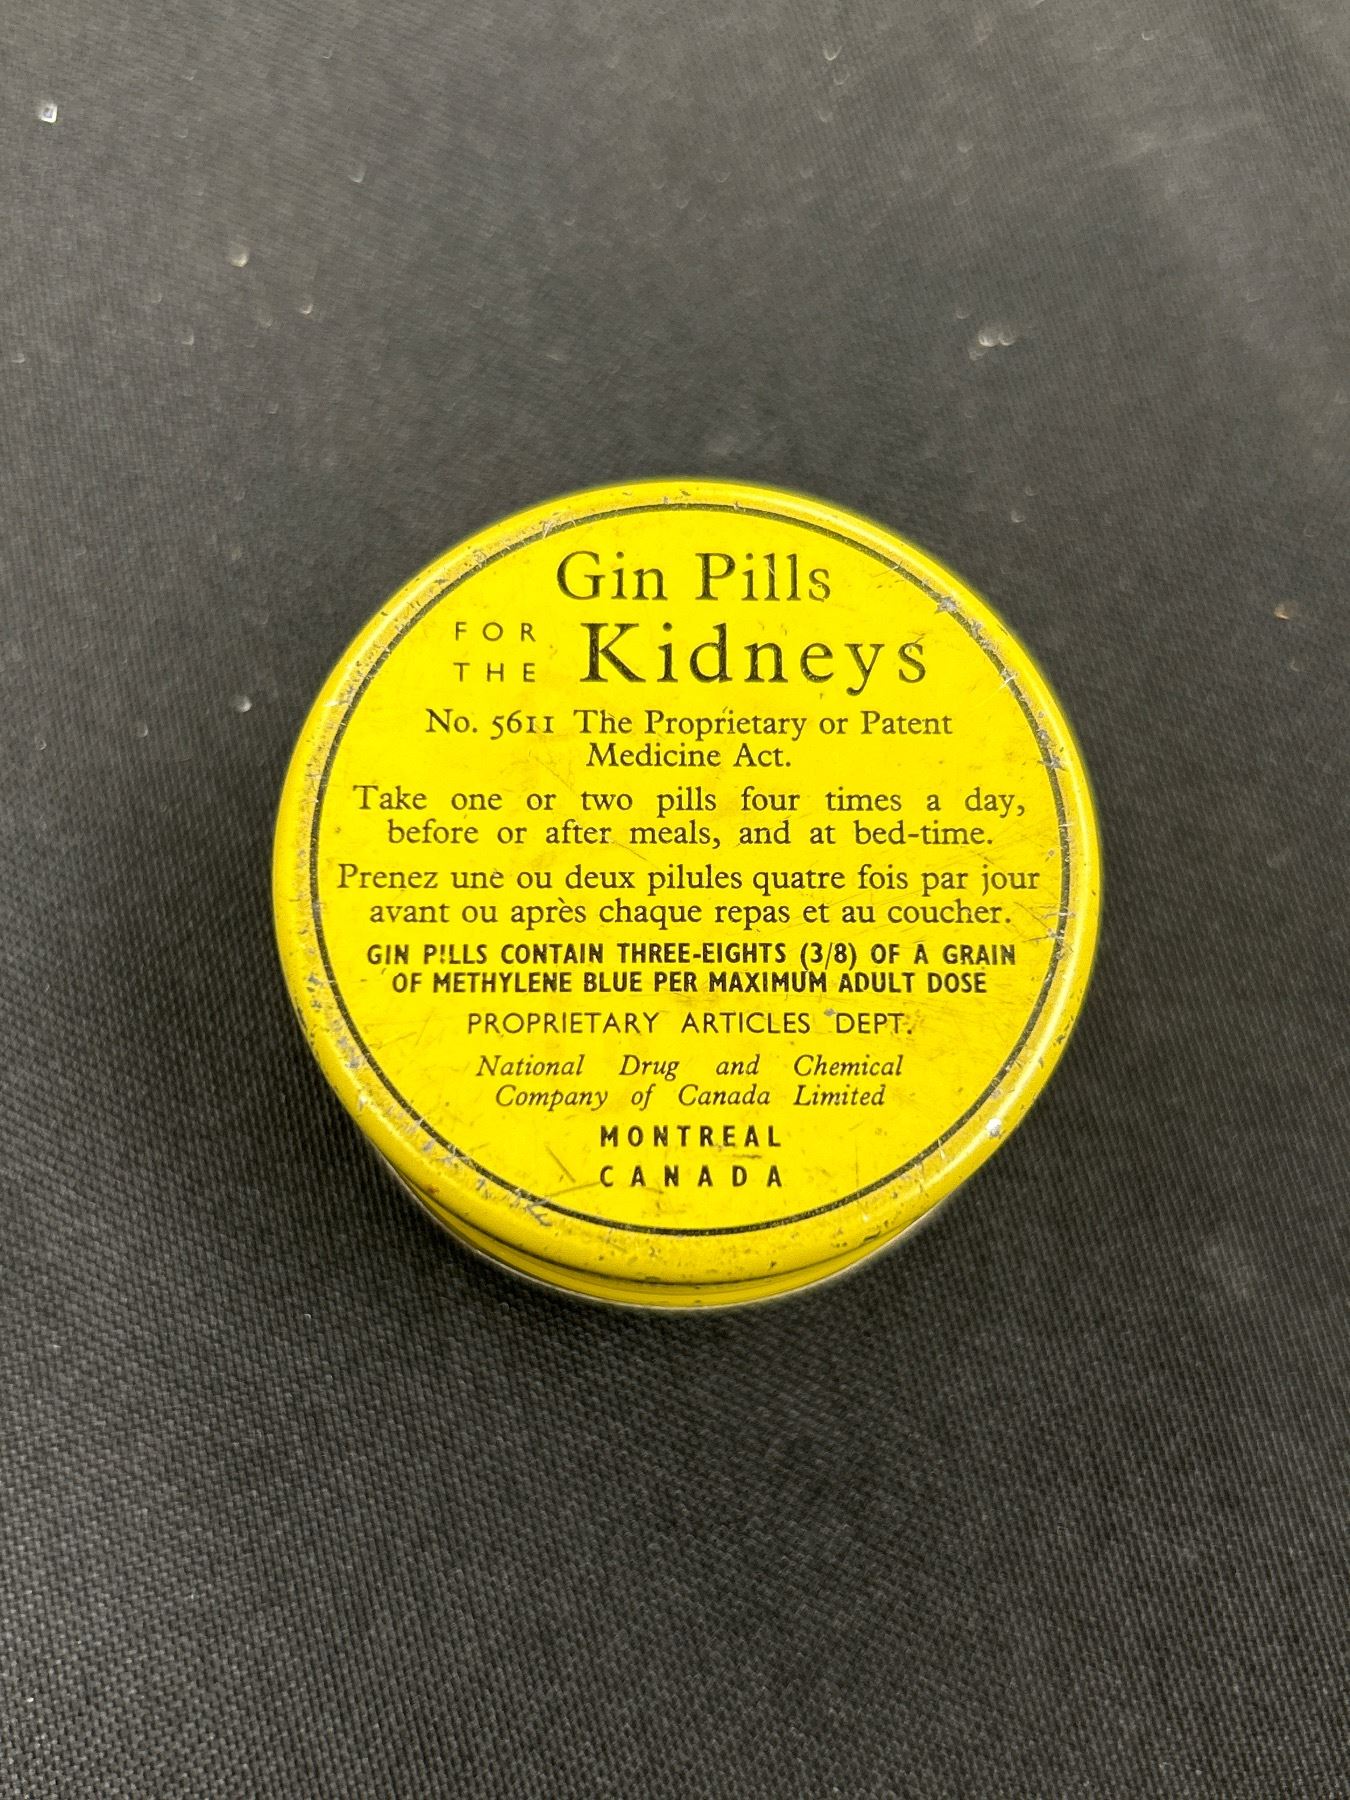 Gin Pills
FOR THE Kidneys
No. 5611 The Proprietary or Patent
Medicine Act.
Take one or two pills four times a day,
before or after meals, and at bed-time.
Prenez une ou deux pilules quatre fois par jour
avant ou après chaque repas et au coucher.
GIN PILLS CONTAIN THREE-EIGHTS (3/8) OF A GRAIN
OF METHYLENE BLUE PER MAXIMUM ADULT DOSE
PROPRIETARY ARTICLES DEPT.
National Drug and Chemical
Company of Canada Limited
MONTREAL
CANADA